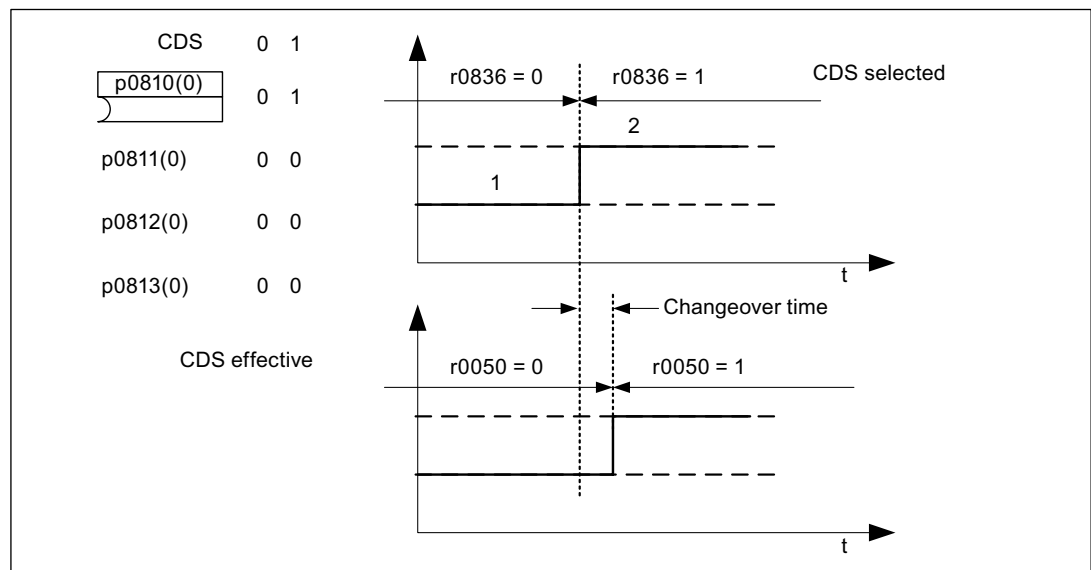 CDS 0 1
p0810(0) 0 1
p0811(0) 0 0
p0812(0) 0 0
p0813(0) 0 0
r0836 = 0 r0836 = 1 CDS selected
2
1
t
Changeover time
CDS effective
r0050 = 0 r0050 = 1
t